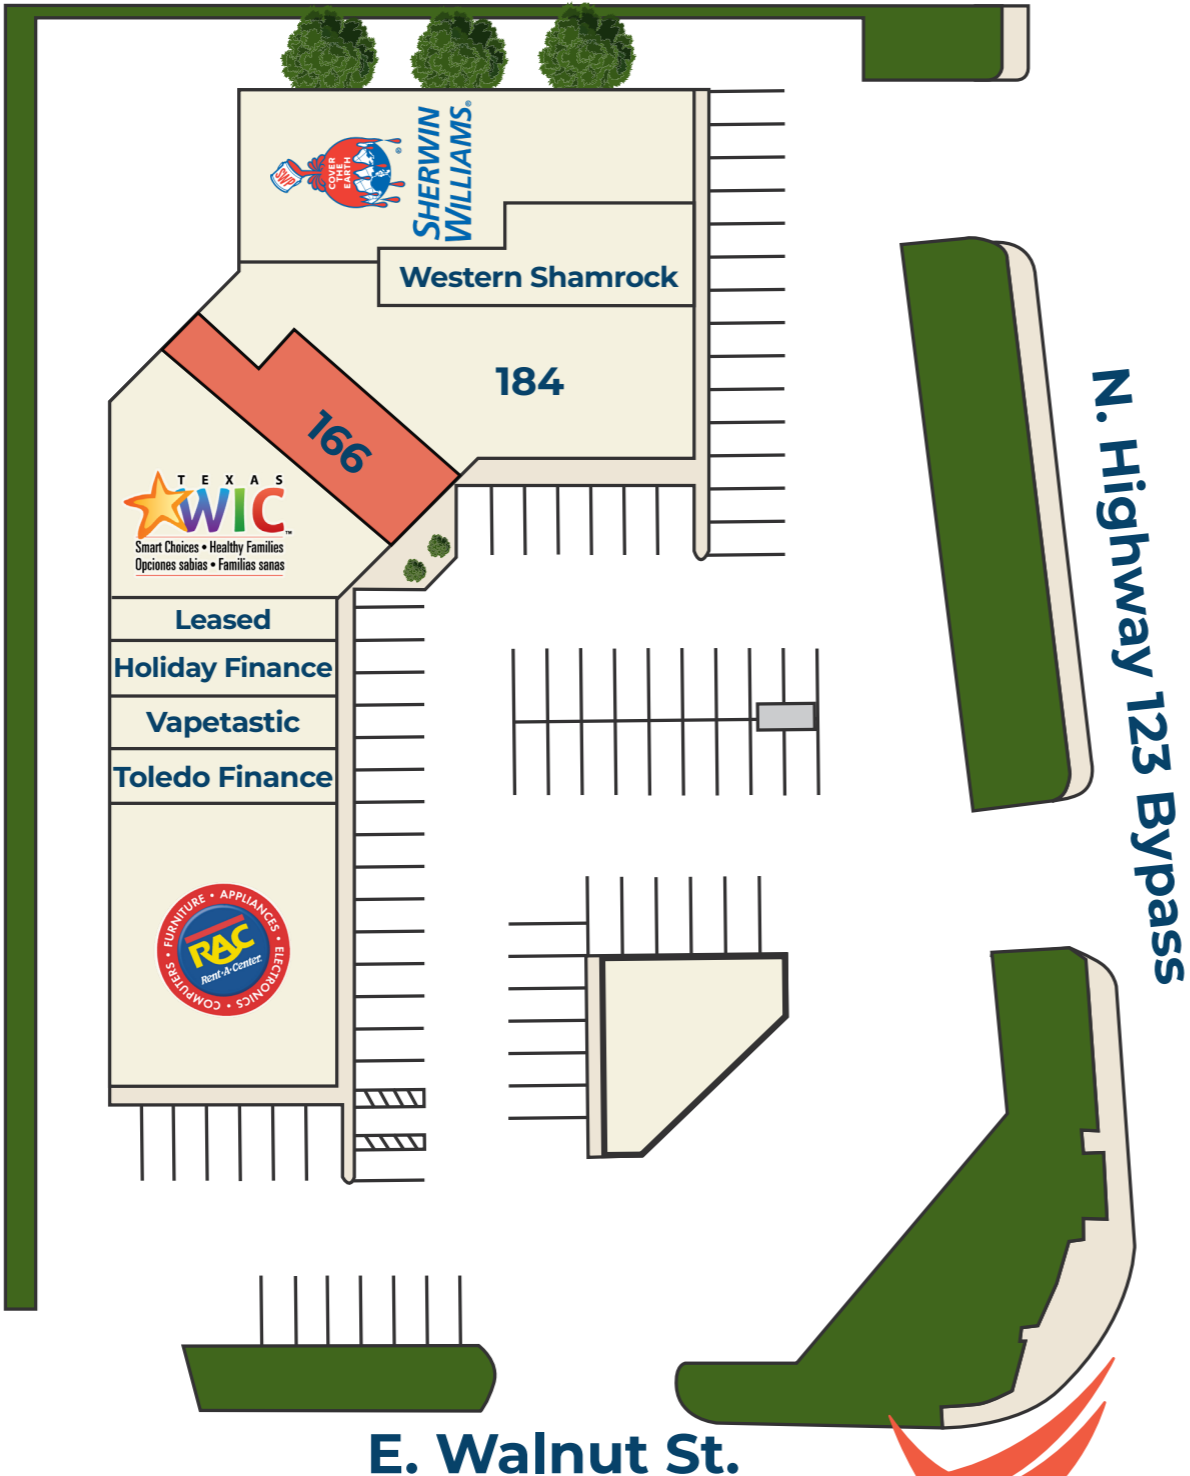 SWP
COVER
THE
EARTH
®
SHERWIN
WILLIAMS®
Western Shamrock
184
166
TEXAS
WIC™
Smart Choices • Healthy Families
Opciones sabias • Familias sanas
Leased
Holiday Finance
Vapetastic
Toledo Finance
FURNITURE • APPLIANCES • ELECTRONICS • COMPUTERS •
RAC
Rent-A-Center.
N. Highway 123 Bypass
E. Walnut St.